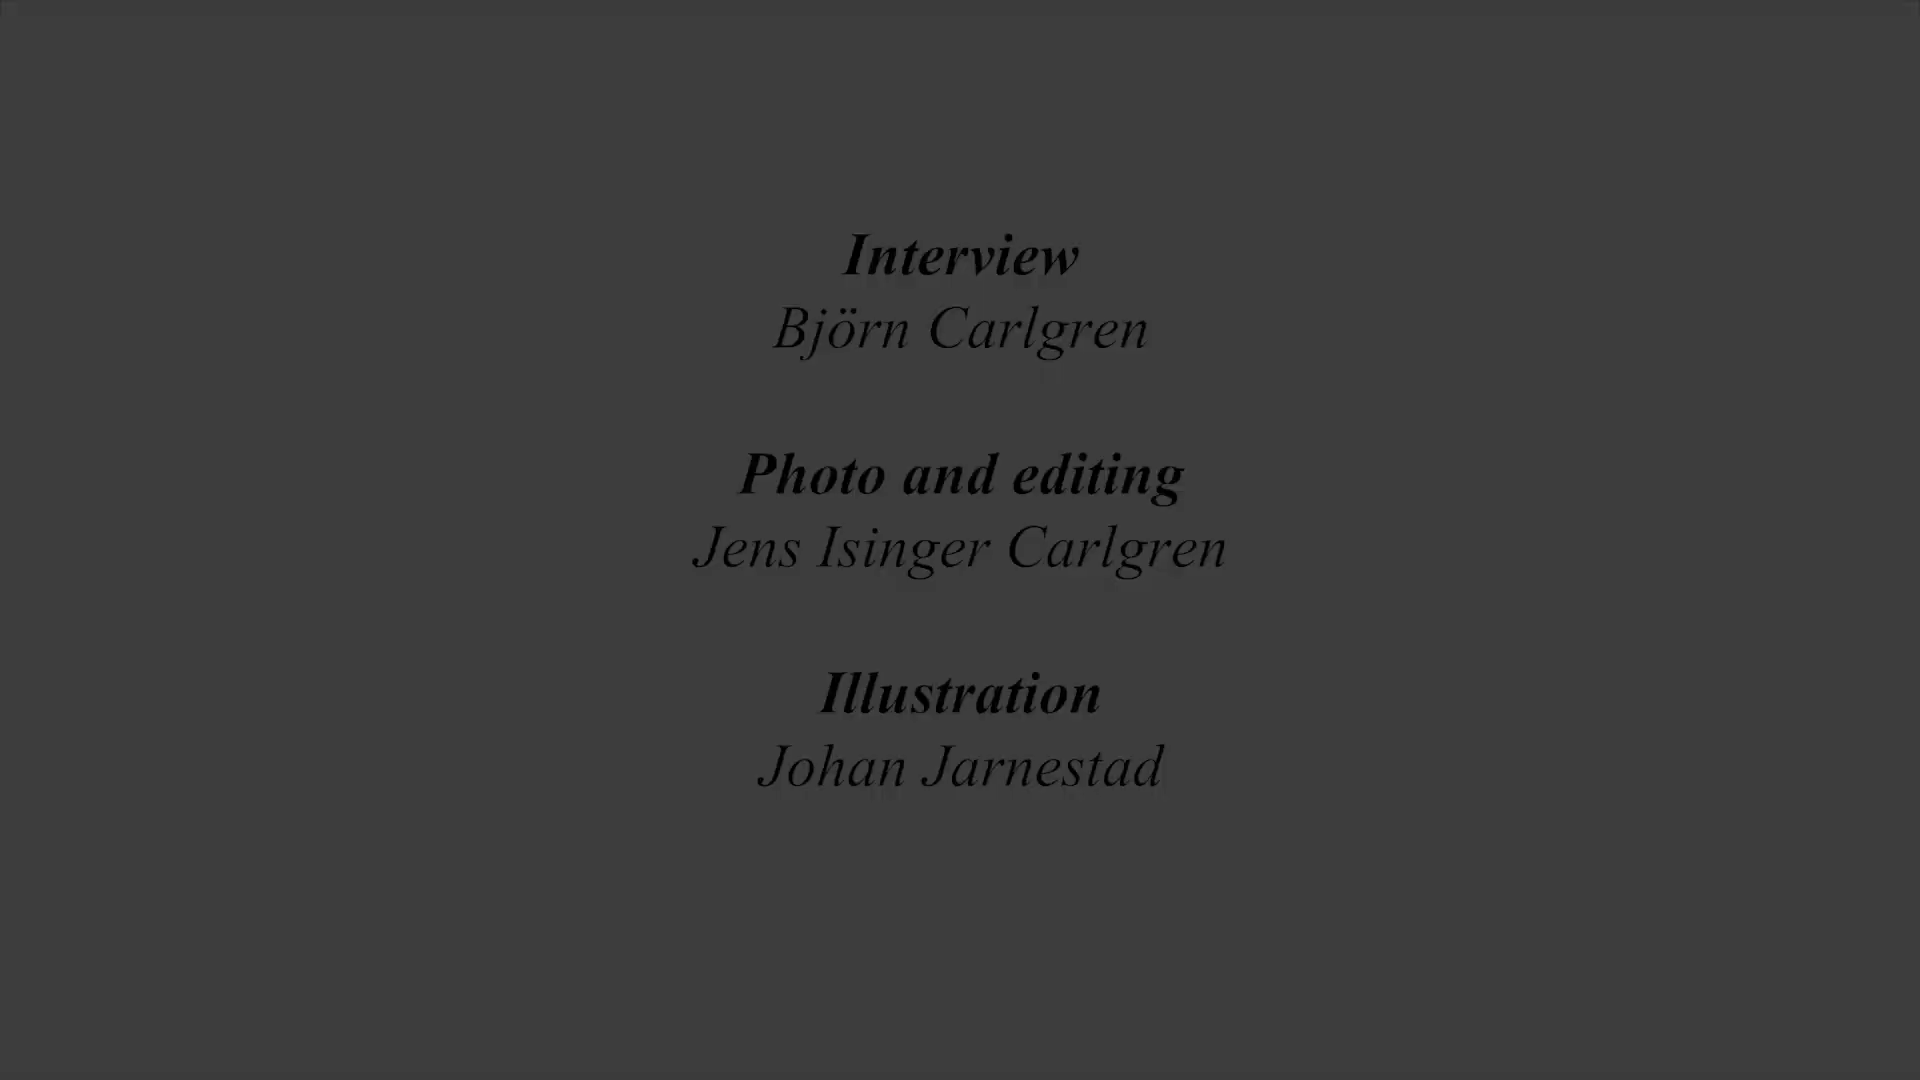 Interview
Björn Carlgren
Photo and editing
Jens Isinger Carlgren
Illustration
Johan Jarnestad